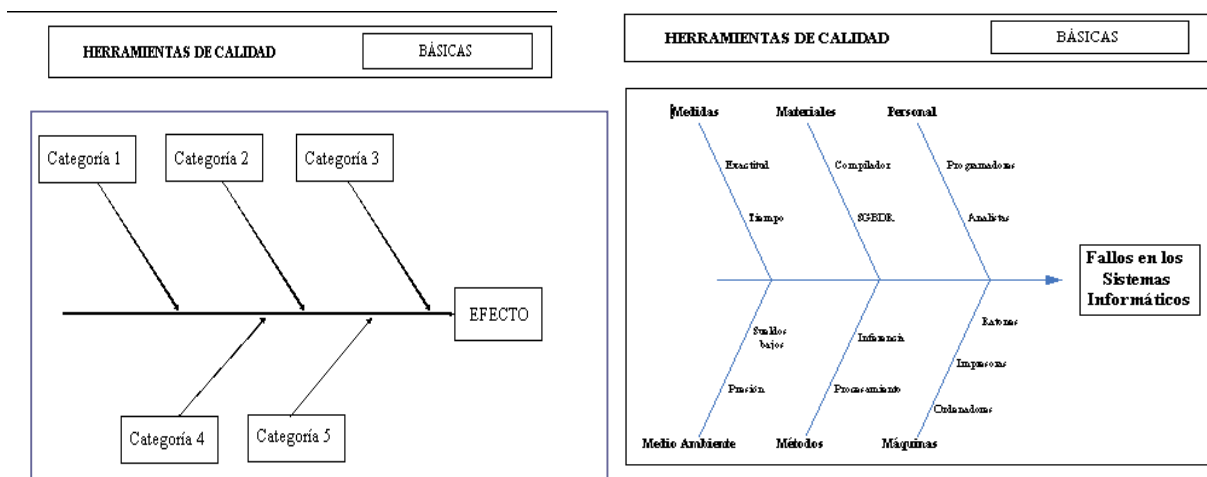 HERRAMIENTAS DE CALIDAD
BÁSICAS
Categoría 1
Categoría 2
Categoría 3
EFECTO
Categoría 4
Categoría 5
HERRAMIENTAS DE CALIDAD
BÁSICAS
Medidas
Materiales
Personal
Exactitud
Compilador
Programadores
Tiempo
SGBDR
Analistas
Fallos en los
Sistemas
Informáticos
Sueldos
bajos
Inferencia
Ratones
Presión
Procesamiento
Impresoras
Ordenadores
Medio Ambiente
Métodos
Máquinas